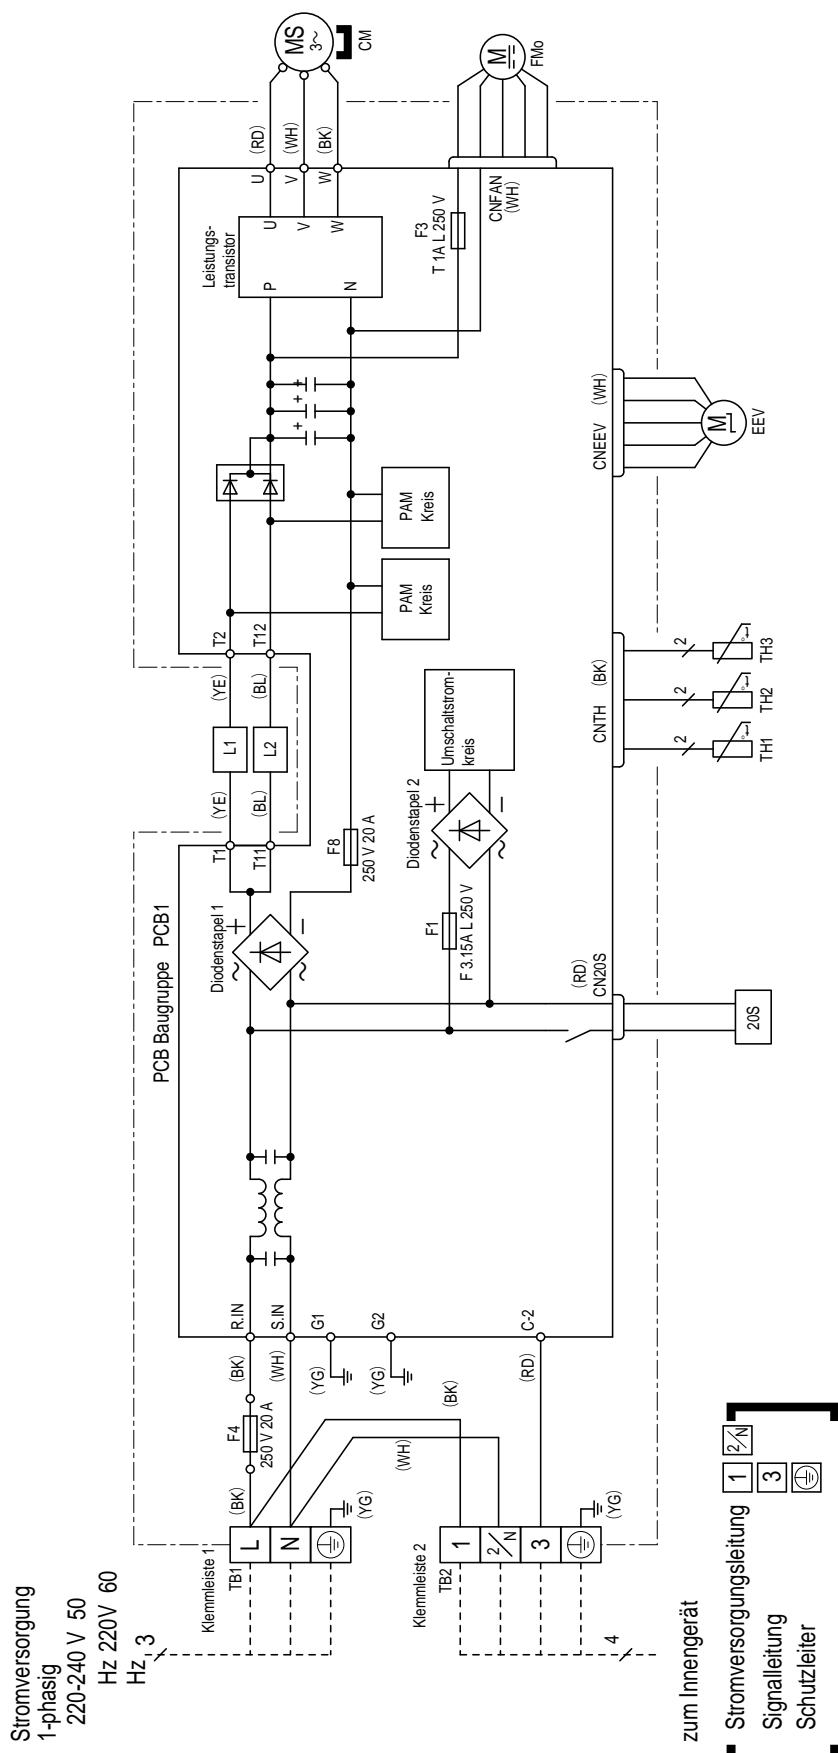 Stromversorgung
1-phasig
220-240 V 50
Hz 220V 60
Hz
3
Klemmleiste 1
TB1
L
N
(BK)
F4
250 V 20 A
(BK)
(WH)
(YG)
R.IN
S.IN
G1
(YG)
G2
(YG)
C-2
(RD)
(BK)
(WH)
Klemmleiste 2
TB2
1
2/N
3
(YG)
4
zum Innengerät
Stromversorgungsleitung
1
2/N
Signalleitung
3
Schutzleiter
PCB Baugruppe PCB1
Diodenstapel 1
~
~
+
–
T1
T11
(YE)
(BL)
L1
L2
(YE)
(BL)
T2
T12
F8
250 V 20 A
F1
F 3.15A L 250 V
Diodenstapel 2
~
~
+
–
Umschaltstrom-
kreis
(RD)
CN20S
20S
PAM
Kreis
PAM
Kreis
+
+
+
Leistungs-
transistor
P
N
U
V
W
U
V
W
(RD)
(WH)
(BK)
MS
3~
CM
F3
T 1A L 250 V
CNFAN
(WH)
M
FMo
CNTH (BK)
2
2
2
TH1
TH2
TH3
CNEEV (WH)
M
EEV